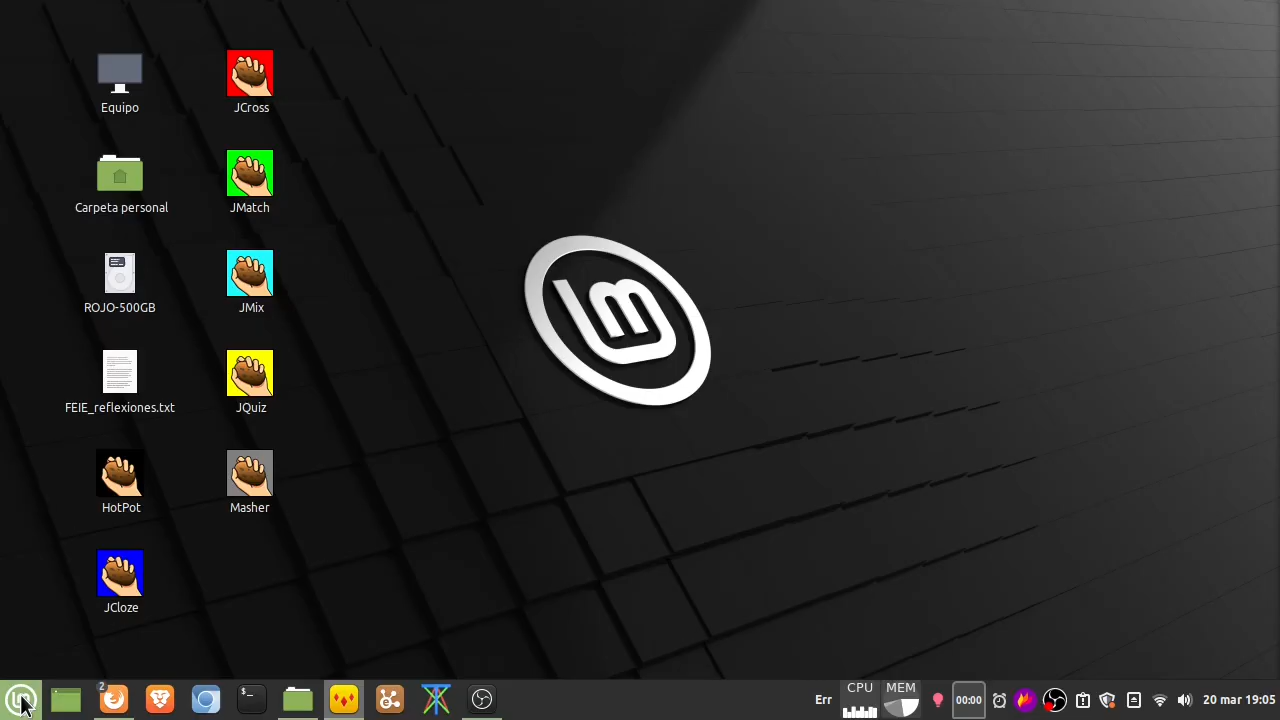 Equipo
JCross
Carpeta personal
JMatch
ROJO-500GB
JMix
FEIE_reflexiones.txt
JQuiz
HotPot
Masher
JCloze
2
Err
CPU
MEM
00:00
20 mar 19:05